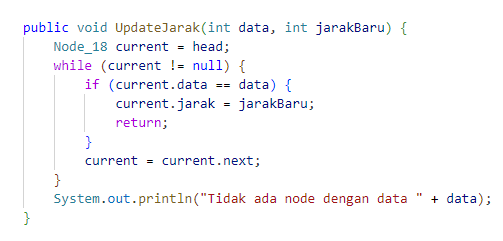 public void UpdateJarak(int data, int jarakBaru) {
    Node_18 current = head;
    while (current != null) {
        if (current.data == data) {
            current.jarak = jarakBaru;
            return;
        }
        current = current.next;
    }
    System.out.println("Tidak ada node dengan data " + data);
}